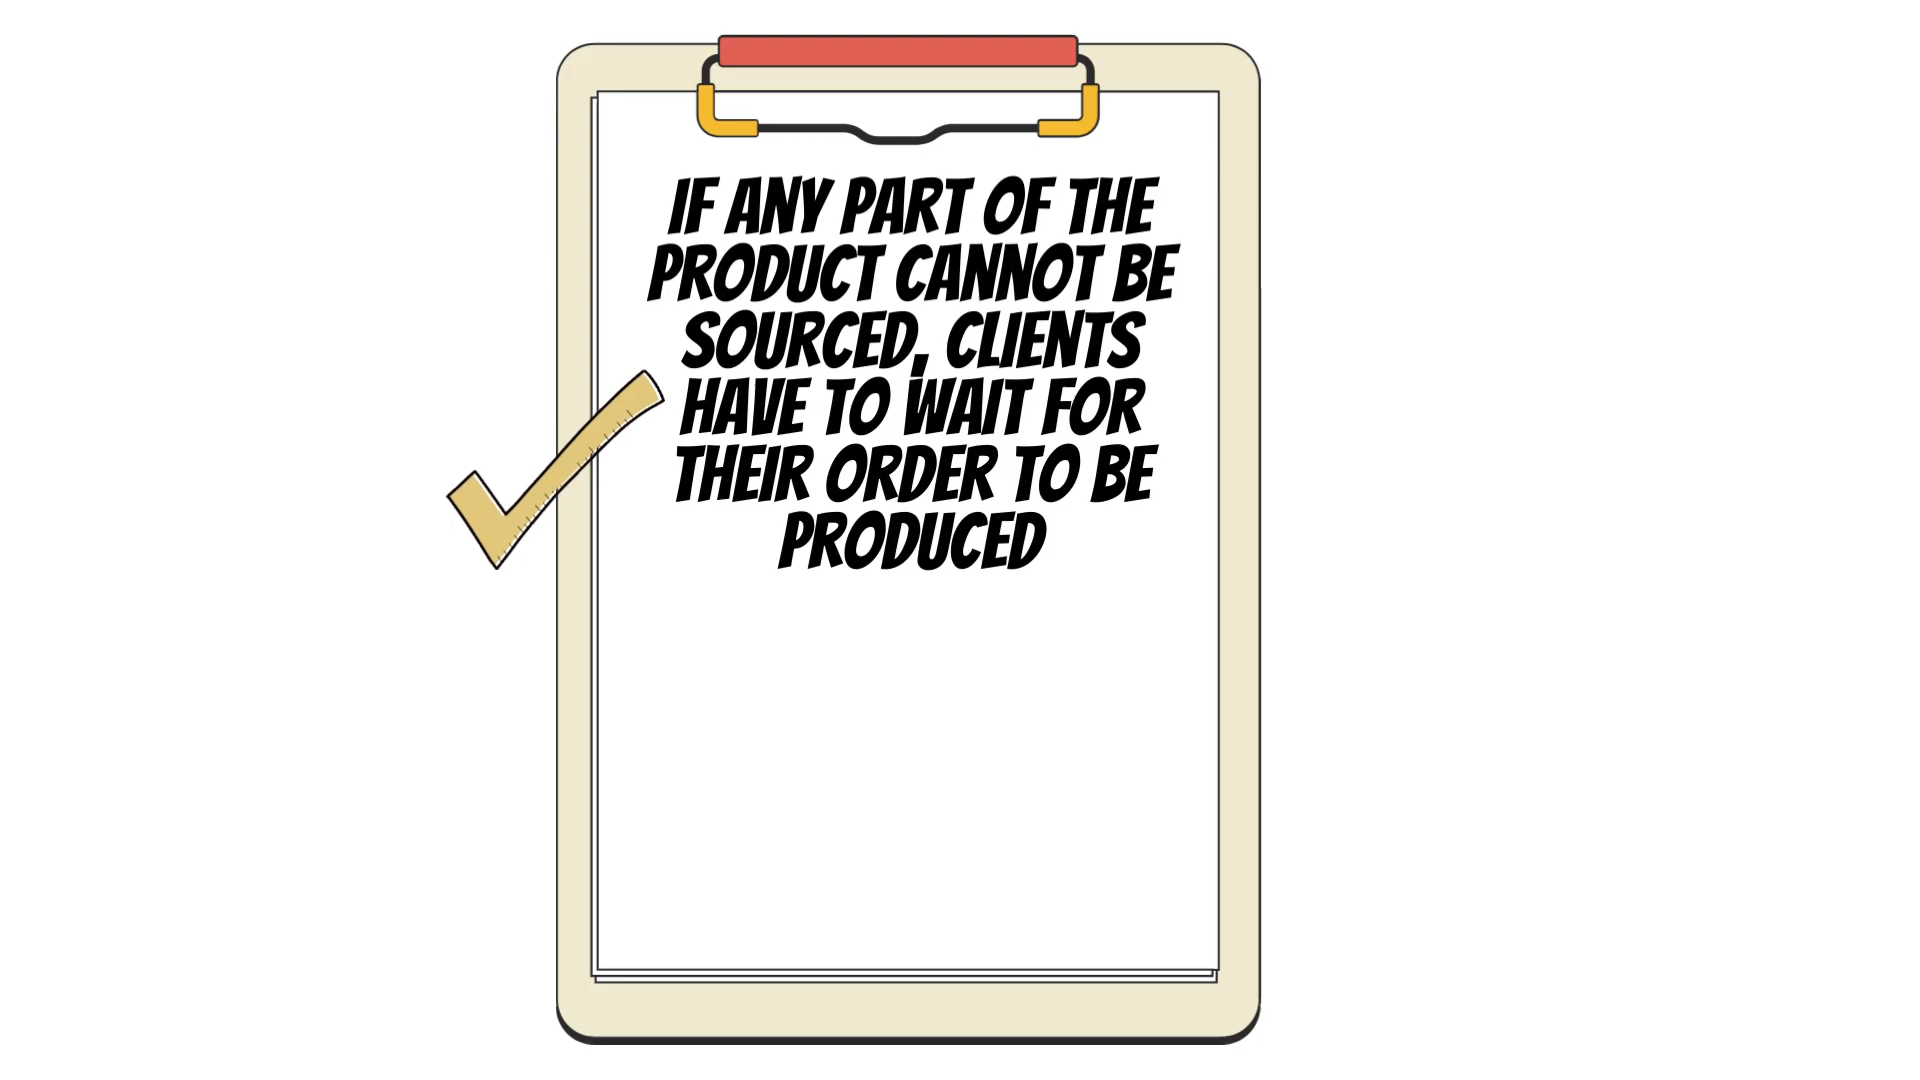 IF ANY PART OF THE
PRODUCT CANNOT BE
SOURCED, CLIENTS
HAVE TO WAIT FOR
THEIR ORDER TO BE
PRODUCED